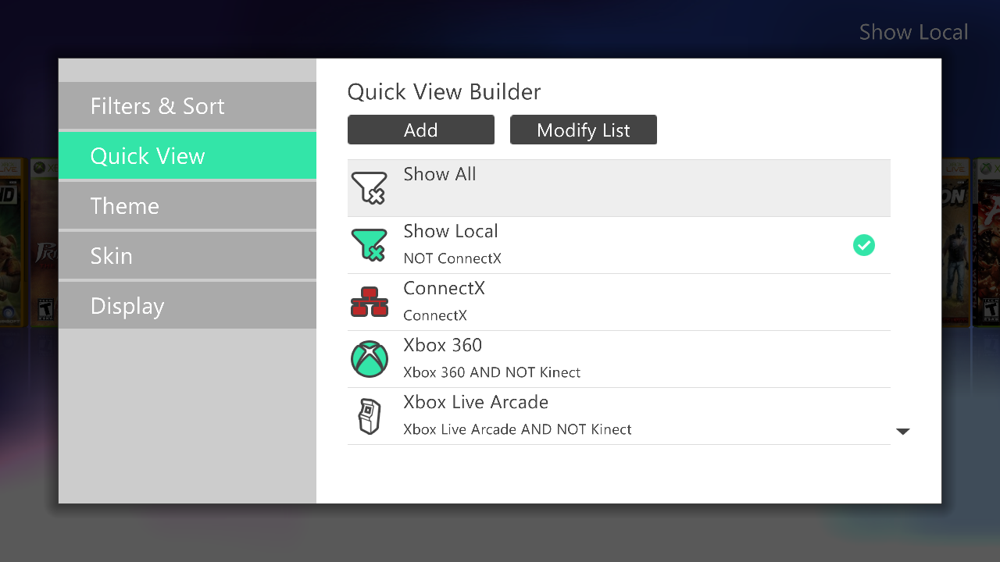 Show Local
Filters & Sort
Quick View
Theme
Skin
Display
Quick View Builder
Add
Modify List
Show All
Show Local
NOT ConnectX
ConnectX
ConnectX
Xbox 360
Xbox 360 AND NOT Kinect
Xbox Live Arcade
Xbox Live Arcade AND NOT Kinect